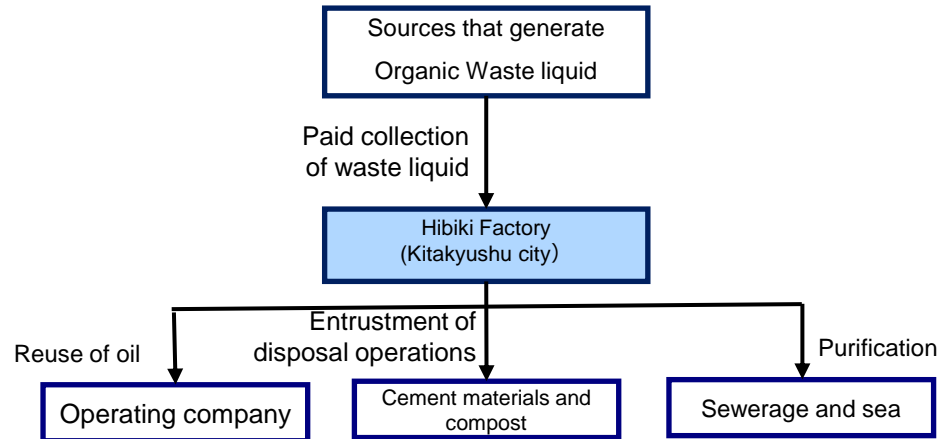 Sources that generate
Organic Waste liquid
Paid collection
of waste liquid
Hibiki Factory
(Kitakyushu city）
Reuse of oil
Entrustment of
disposal operations
Purification
Operating company
Cement materials and
compost
Sewerage and sea